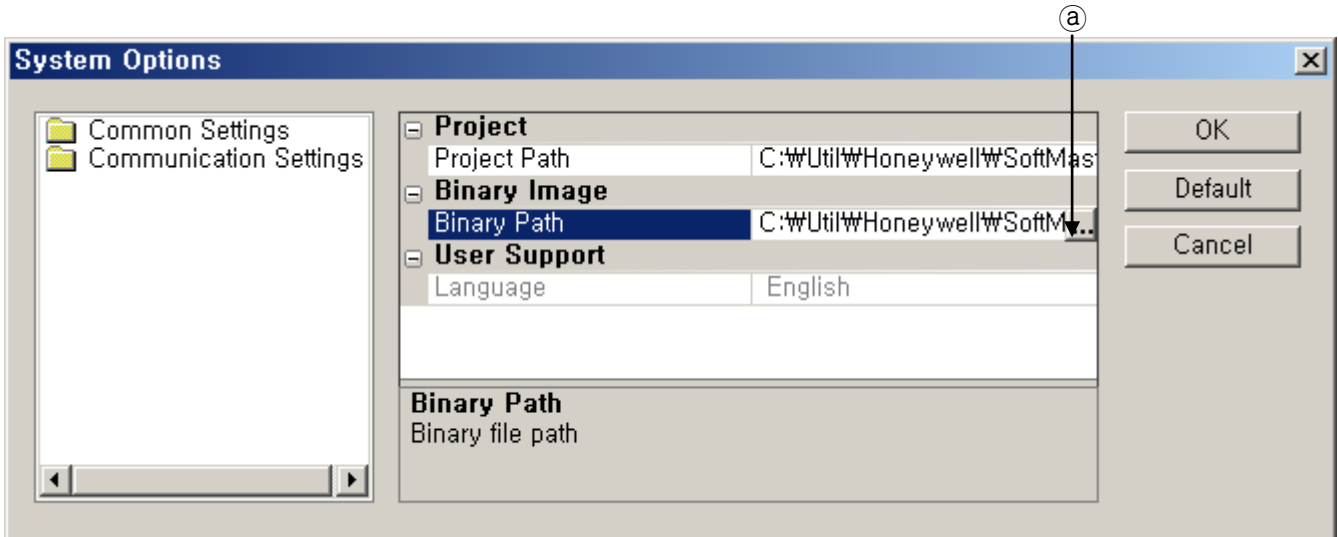 ⓐ
System Options
Common Settings
Communication Settings
Project
Project Path C:₩Util₩Honeywell₩SoftMast
Binary Image
Binary Path C:₩Util₩Honeywell₩SoftM...
User Support
Language English
Binary Path
Binary file path
OK
Default
Cancel